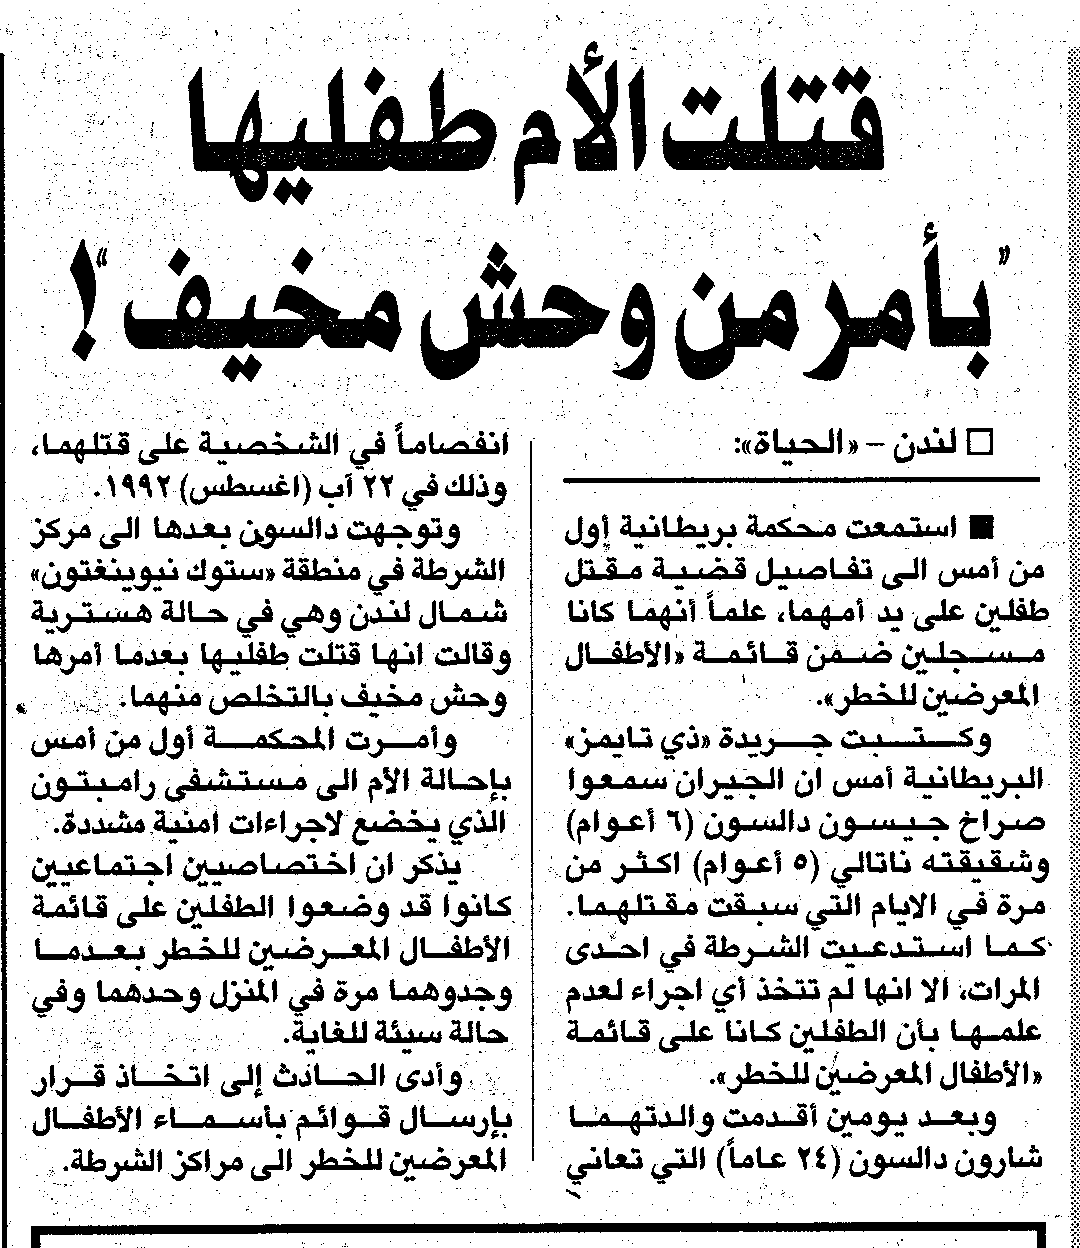 قتلت الأم طفليها
"بأمر من وحش مخيف"!
□ لندن – «الحياة»:
■ استمعت محكمة بريطانية أول
من أمس الى تفاصيل قضية مقتل
طفلين على يد أمهما، علماً أنهما كانا
مسجلين ضمن قائمة «الأطفال
المعرضين للخطر».
وكتبت جريدة «ذي تايمز»
البريطانية أمس ان الجيران سمعوا
صراخ جيسون دالسون (٦ أعوام)
وشقيقته ناتالي (٥ أعوام) اكثر من
مرة في الايام التي سبقت مقتلهما.
كما استدعيت الشرطة في احدى
المرات، الا انها لم تتخذ أي اجراء لعدم
علمها بأن الطفلين كانا على قائمة
«الأطفال المعرضين للخطر».
وبعد يومين أقدمت والدتهما
شارون دالسون (٢٤ عاماً) التي تعاني
انفصاماً في الشخصية على قتلهما،
وذلك في ٢٢ آب (اغسطس) ١٩٩٢.
وتوجهت دالسون بعدها الى مركز
الشرطة في منطقة «ستوك نيوينغتون»
شمال لندن وهي في حالة هسترية
وقالت انها قتلت طفليها بعدما أمرها
وحش مخيف بالتخلص منهما.
وأمرت المحكمة أول من أمس
بإحالة الأم الى مستشفى رامبتون
الذي يخضع لاجراءات امنية مشددة.
يذكر ان اختصاصيين اجتماعيين
كانوا قد وضعوا الطفلين على قائمة
الأطفال المعرضين للخطر بعدما
وجدوهما مرة في المنزل وحدهما وفي
حالة سيئة للغاية.
وأدى الحادث إلى اتخاذ قرار
بإرسال قوائم بأسماء الأطفال
المعرضين للخطر الى مراكز الشرطة.